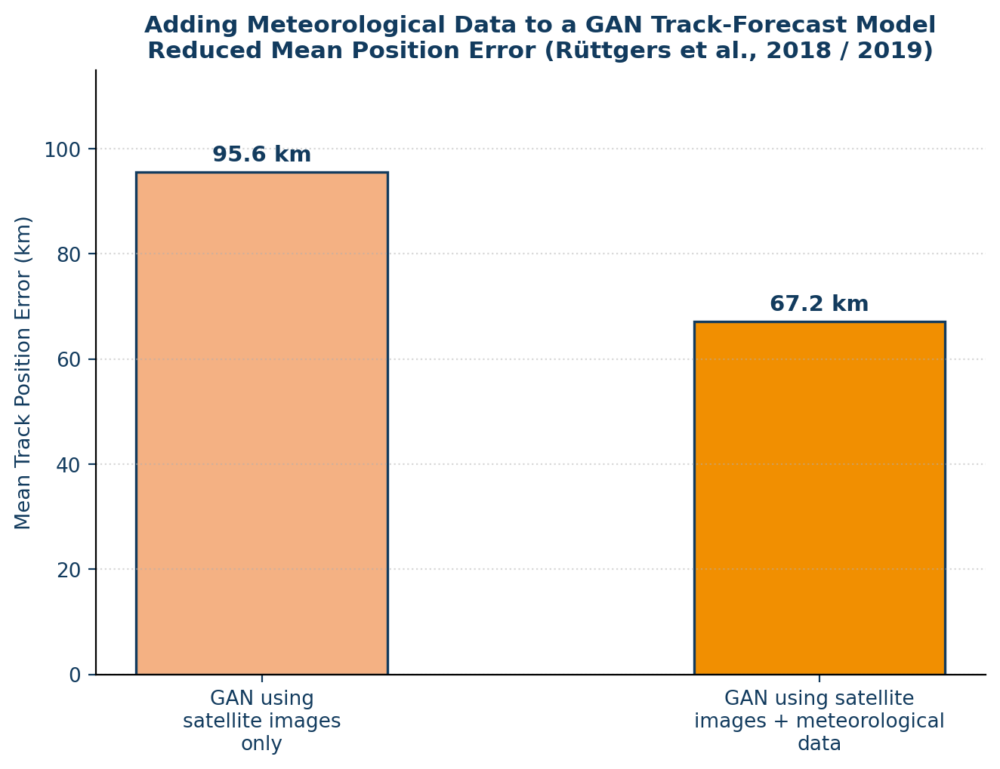 Adding Meteorological Data to a GAN Track-Forecast Model
Reduced Mean Position Error (Rüttgers et al., 2018 / 2019)
Mean Track Position Error (km)
100
80
60
40
20
0
95.6 km
67.2 km
GAN using
satellite images
only
GAN using satellite
images + meteorological
data